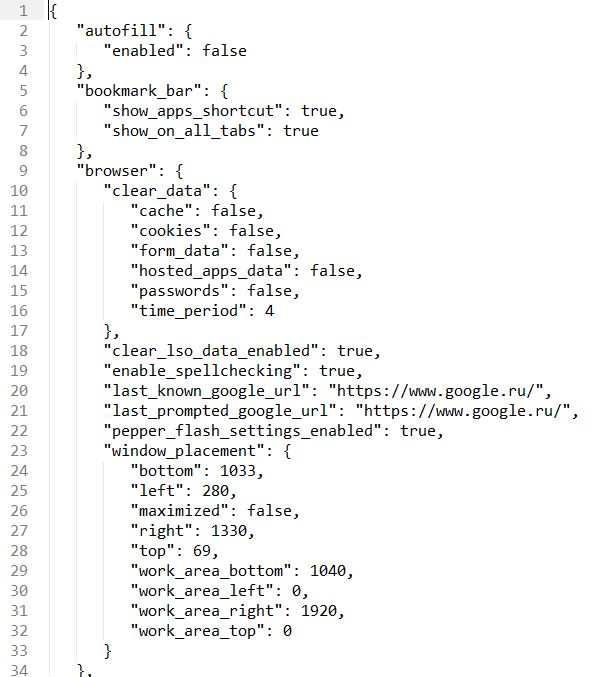 1 {
2 "autofill": {
3 "enabled": false
4 },
5 "bookmark_bar": {
6 "show_apps_shortcut": true,
7 "show_on_all_tabs": true
8 },
9 "browser": {
10 "clear_data": {
11 "cache": false,
12 "cookies": false,
13 "form_data": false,
14 "hosted_apps_data": false,
15 "passwords": false,
16 "time_period": 4
17 },
18 "clear_lso_data_enabled": true,
19 "enable_spellchecking": true,
20 "last_known_google_url": "https://www.google.ru/",
21 "last_prompted_google_url": "https://www.google.ru/",
22 "pepper_flash_settings_enabled": true,
23 "window_placement": {
24 "bottom": 1033,
25 "left": 280,
26 "maximized": false,
27 "right": 1330,
28 "top": 69,
29 "work_area_bottom": 1040,
30 "work_area_left": 0,
31 "work_area_right": 1920,
32 "work_area_top": 0
33 }
34 },